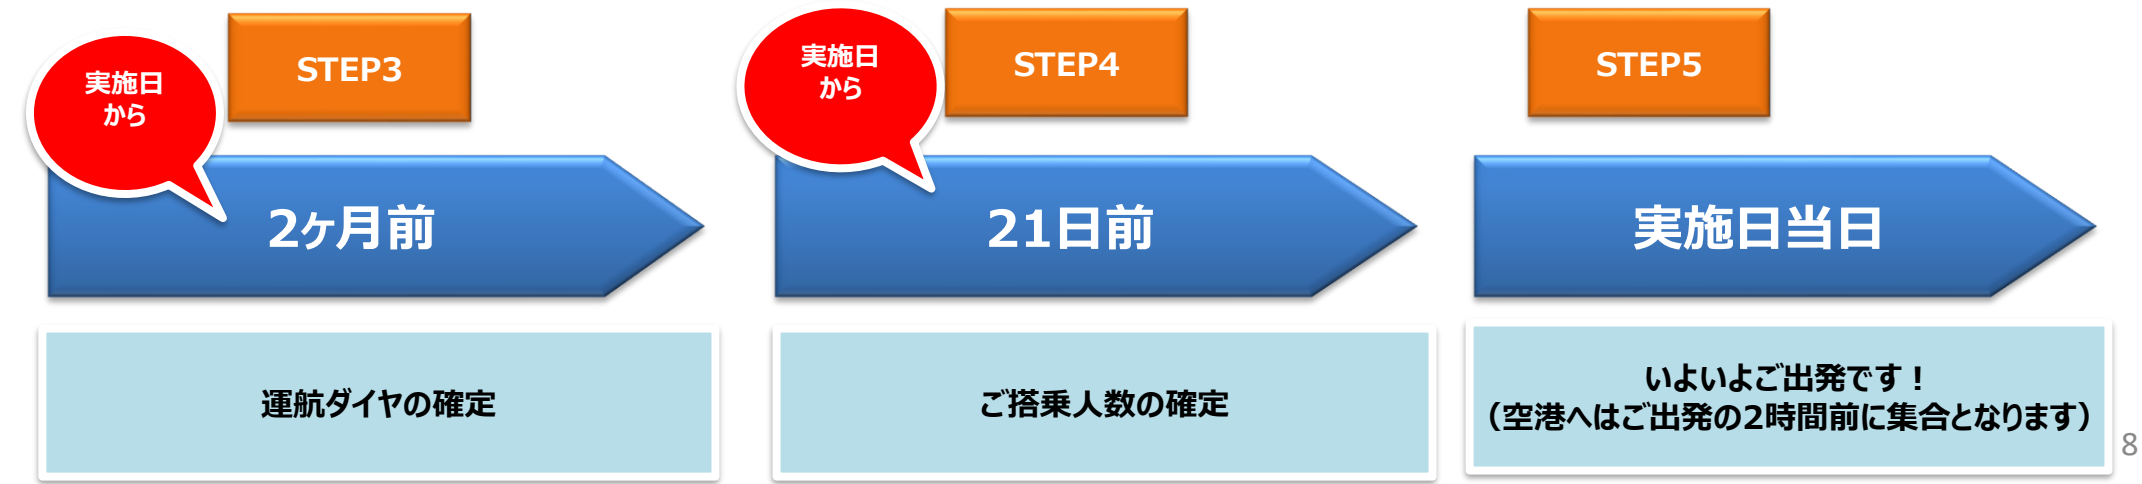 実施日
から
STEP3
2ヶ月前
運航ダイヤの確定
実施日
から
STEP4
21日前
ご搭乗人数の確定
STEP5
実施日当日
いよいよご出発です！
（空港へはご出発の2時間前に集合となります）
8